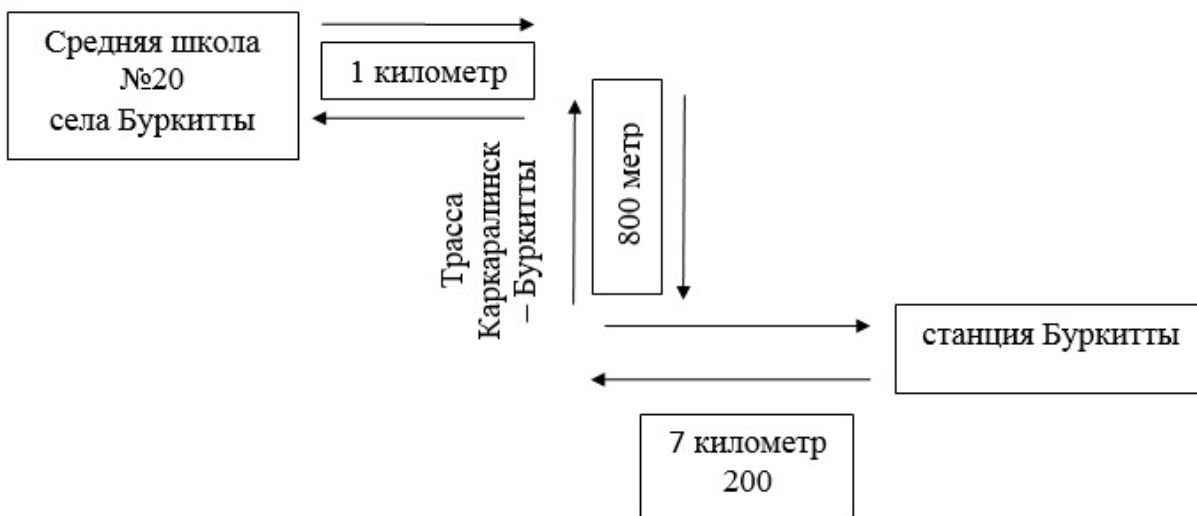 Средняя школа
№20
села Буркитты
1 километр
800 метр
Трасса
Каркаралинск
– Буркитты
станция Буркитты
7 километр
200